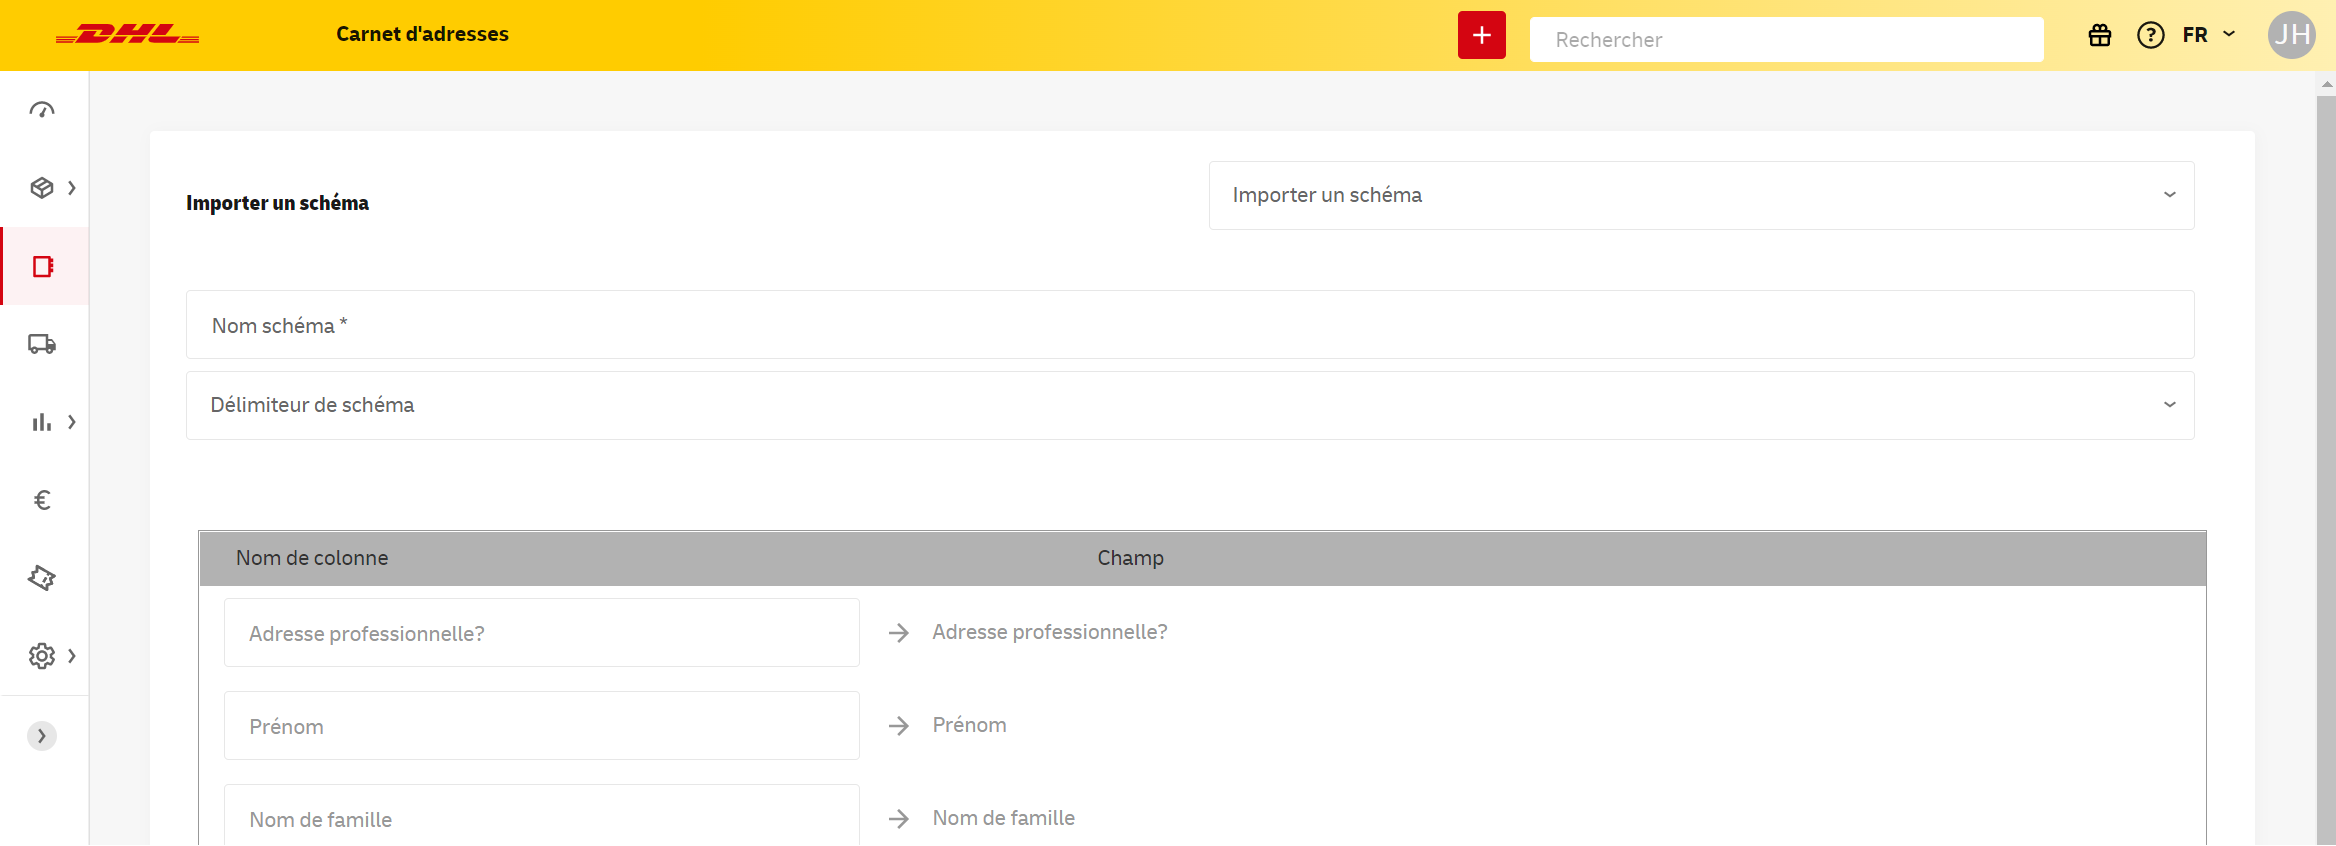 DHL
Carnet d'adresses
+
Rechercher
FR
JH
Importer un schéma
Importer un schéma
Nom schéma *
Délimiteur de schéma
Nom de colonne
Champ
Adresse professionnelle?
Adresse professionnelle?
Prénom
Prénom
Nom de famille
Nom de famille